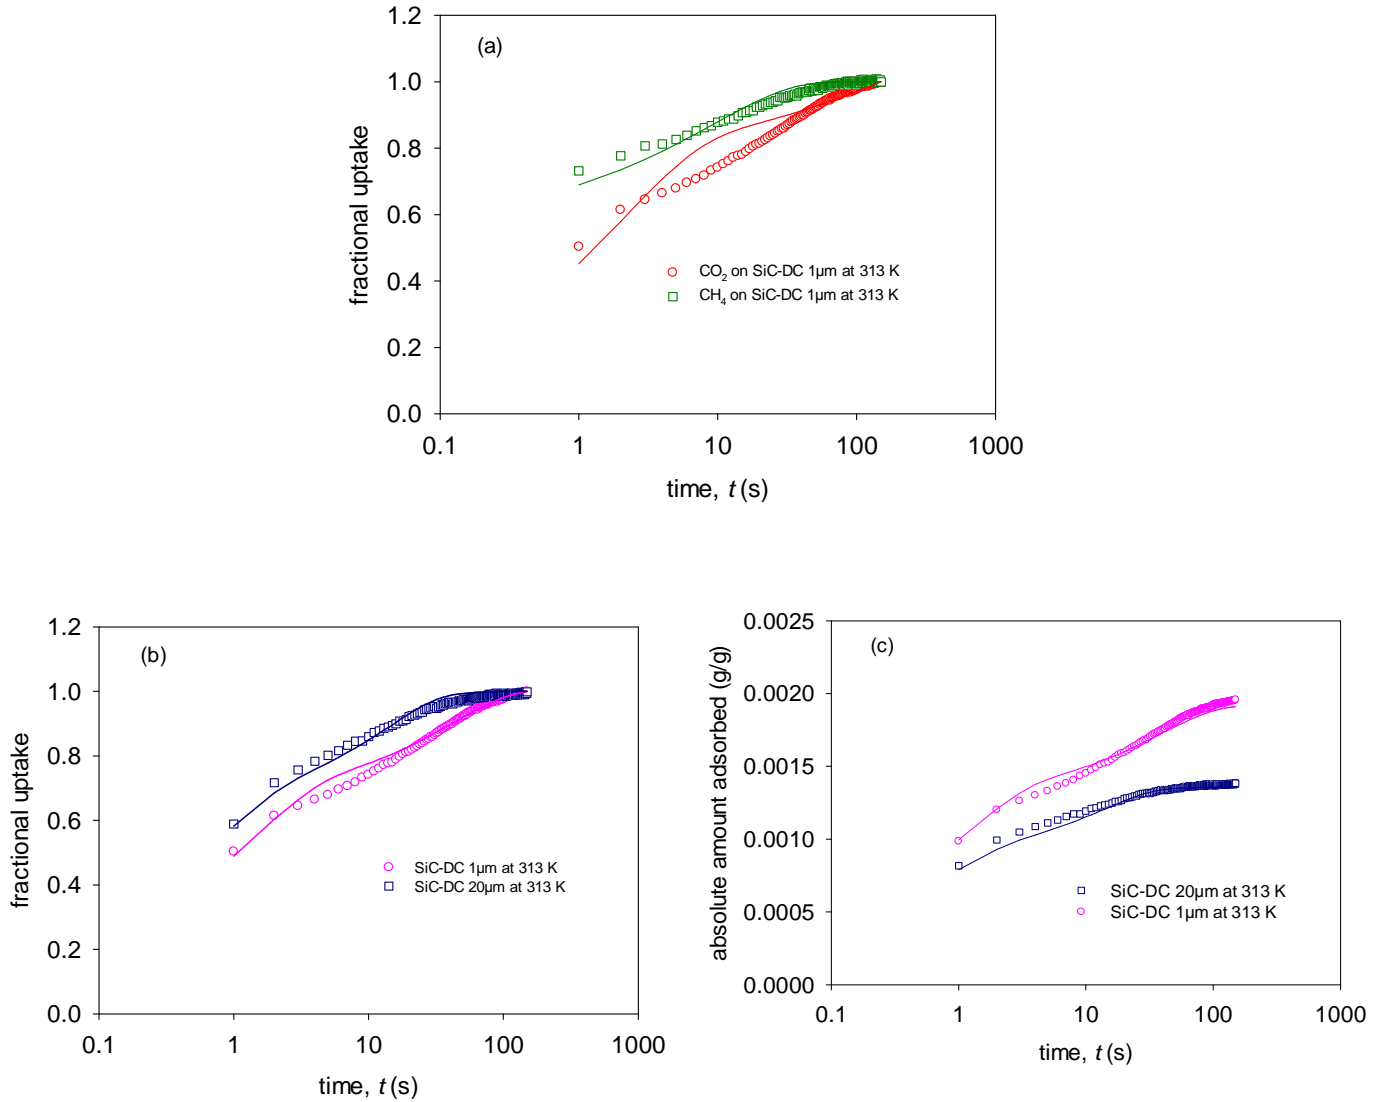 (a)
1.2
1.0
0.8
0.6
0.4
0.2
0.0
fractional uptake
CO2 on SiC-DC 1µm at 313 K
CH4 on SiC-DC 1µm at 313 K
0.1 1 10 100 1000
time, t (s)
(b)
1.2
1.0
0.8
0.6
0.4
0.2
0.0
fractional uptake
SiC-DC 1µm at 313 K
SiC-DC 20µm at 313 K
0.1 1 10 100 1000
time, t (s)
(c)
0.0025
0.0020
0.0015
0.0010
0.0005
0.0000
absolute amount adsorbed (g/g)
SiC-DC 20µm at 313 K
SiC-DC 1µm at 313 K
0.1 1 10 100 1000
time, t (s)